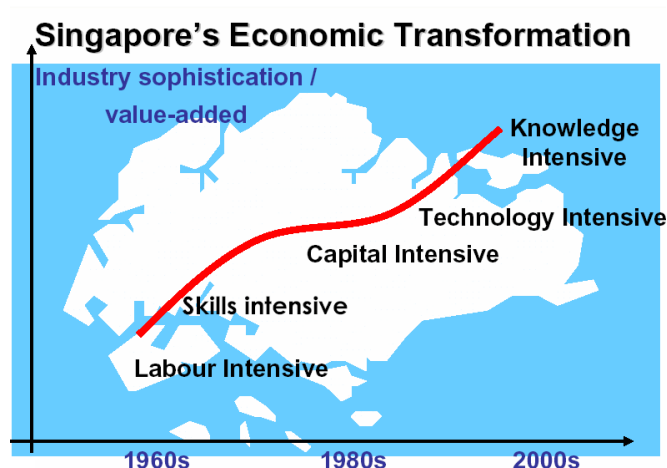 Singapore's Economic Transformation
Industry sophistication /
value-added
Knowledge
Intensive
Technology Intensive
Capital Intensive
Skills intensive
Labour Intensive
1960s 1980s 2000s